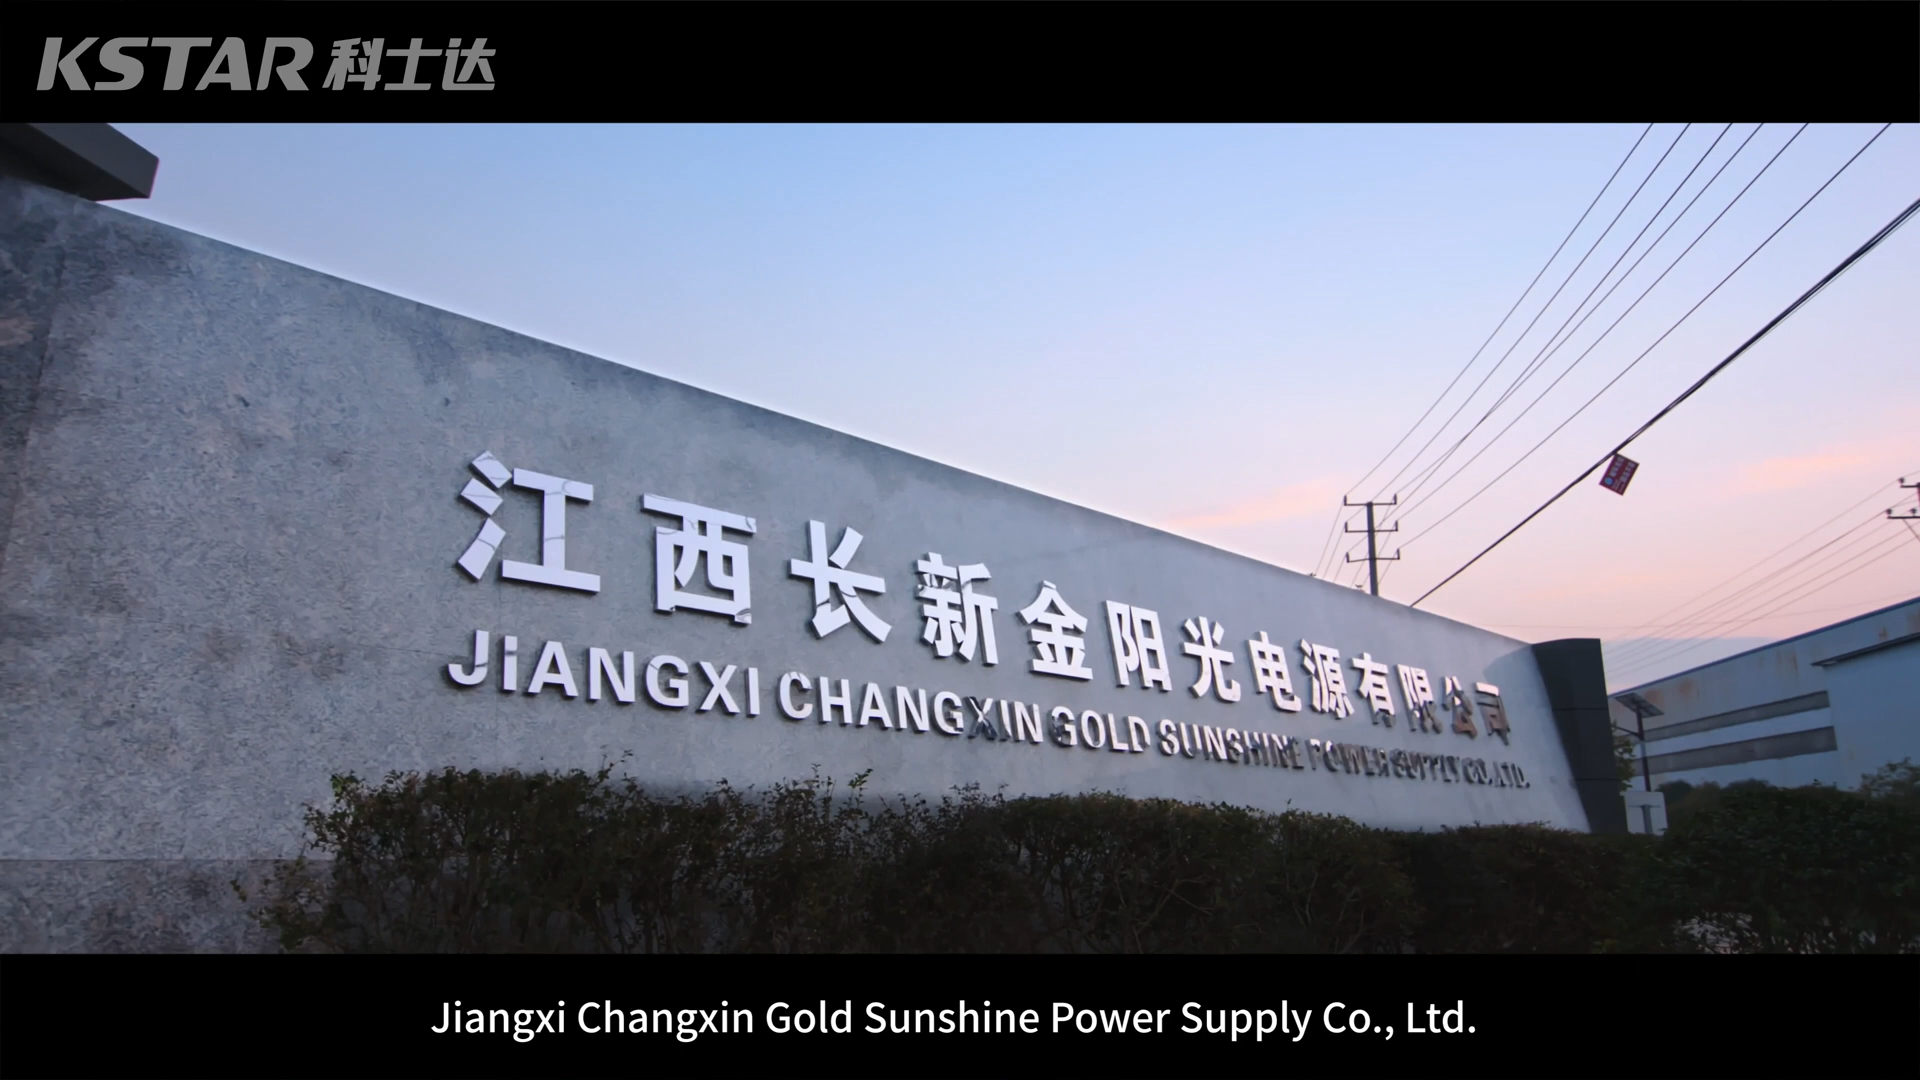 KSTAR 科士达
江西长新金阳光电源有限公司
JiANGXI CHANGXIN GOLD SUNSHINE POWER SUPPLY CO.,LTD.
Jiangxi Changxin Gold Sunshine Power Supply Co., Ltd.